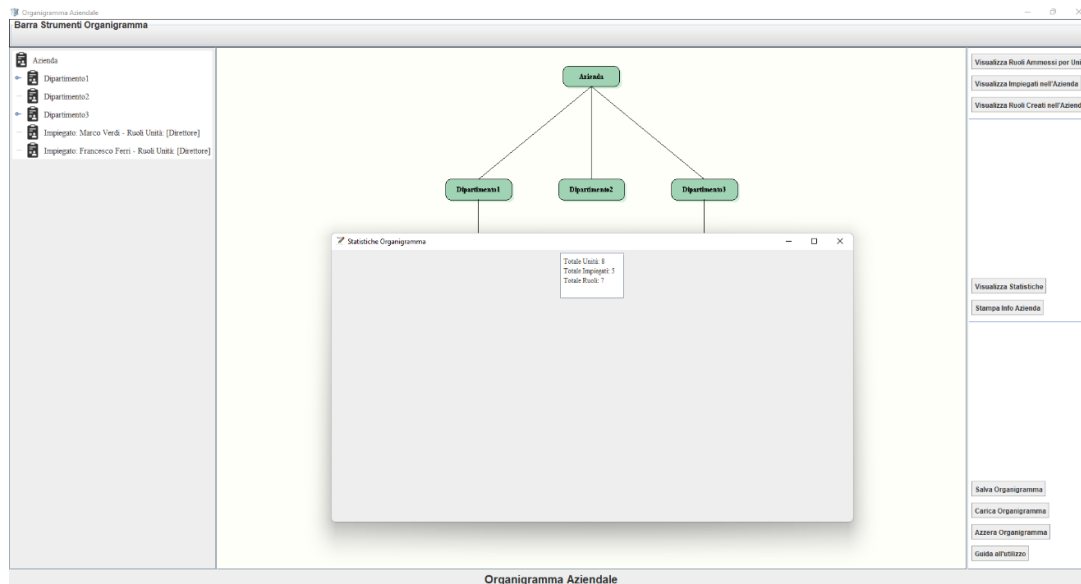 Organigramma Aziendale
Barra Strumenti Organigramma
Azienda
Dipartimento1
Dipartimento2
Dipartimento3
Impiegato: Marco Verdi - Ruoli Unità: [Direttore]
Impiegato: Francesco Ferri - Ruoli Unità: [Direttore]
Azienda
Dipartimento1
Dipartimento2
Dipartimento3
Statistiche Organigramma
Totale Unità: 8
Totale Impiegati: 5
Totale Ruoli: 7
Visualizza Ruoli Ammessi per Uni
Visualizza Impiegati nell'Azienda
Visualizza Ruoli Creati nell'Aziend
Visualizza Statistiche
Stampa Info Azienda
Salva Organigramma
Carica Organigramma
Azzera Organigramma
Guida all'utilizzo
Organigramma Aziendale